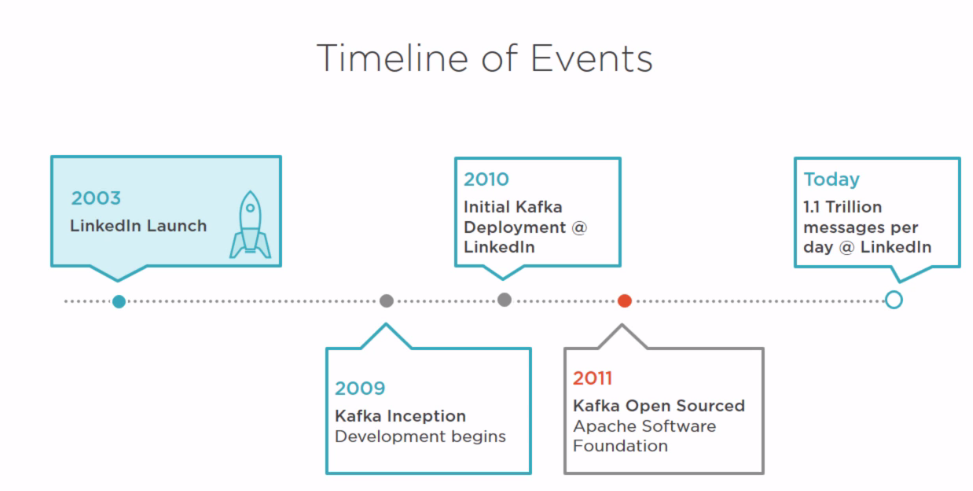 Timeline of Events
2003
LinkedIn Launch
2010
Initial Kafka
Deployment @
LinkedIn
Today
1.1 Trillion
messages per
day @ LinkedIn
2009
Kafka Inception
Development begins
2011
Kafka Open Sourced
Apache Software
Foundation